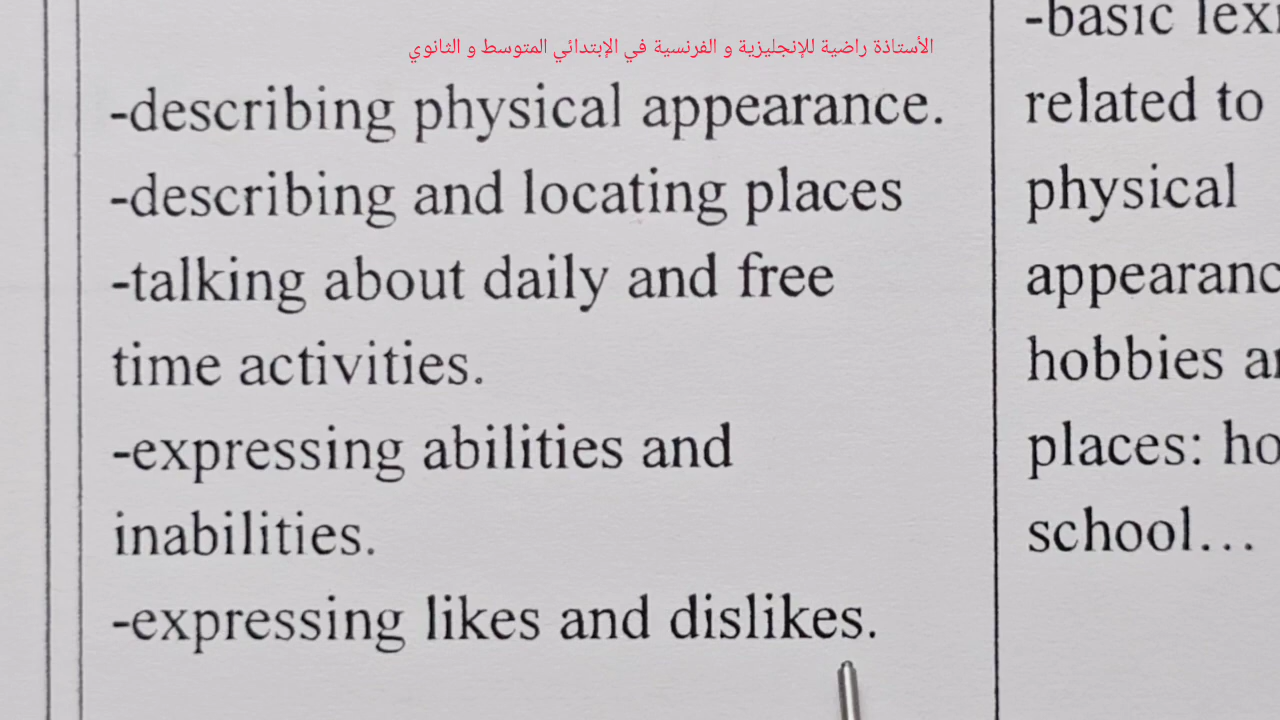 الأستاذة راضية للإنجليزية و الفرنسية في الإبتدائي المتوسط و الثانوي
-describing physical appearance.
-describing and locating places
-talking about daily and free
time activities.
-expressing abilities and
inabilities.
-expressing likes and dislikes.
-basic
related to
physical
hobbies
places:
school…